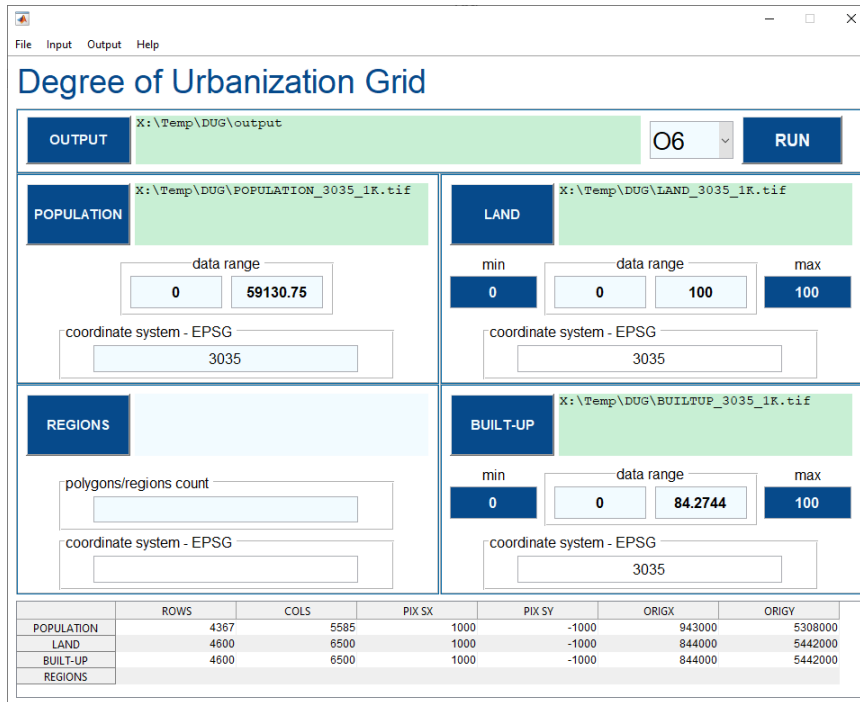 File Input Output Help
Degree of Urbanization Grid
OUTPUT
X:\Temp\DUG\output
O6
RUN
POPULATION
X:\Temp\DUG\POPULATION_3035_1K.tif
data range
0 59130.75
coordinate system - EPSG
3035
LAND
X:\Temp\DUG\LAND_3035_1K.tif
min data range max
0 0 100 100
coordinate system - EPSG
3035
REGIONS
polygons/regions count
coordinate system - EPSG
BUILT-UP
X:\Temp\DUG\BUILTUP_3035_1K.tif
min data range max
0 0 84.2744 100
coordinate system - EPSG
3035
ROWS COLS PIX SX PIX SY ORIGX ORIGY
POPULATION 4367 5585 1000 -1000 943000 5308000
LAND 4600 6500 1000 -1000 844000 5442000
BUILT-UP 4600 6500 1000 -1000 844000 5442000
REGIONS